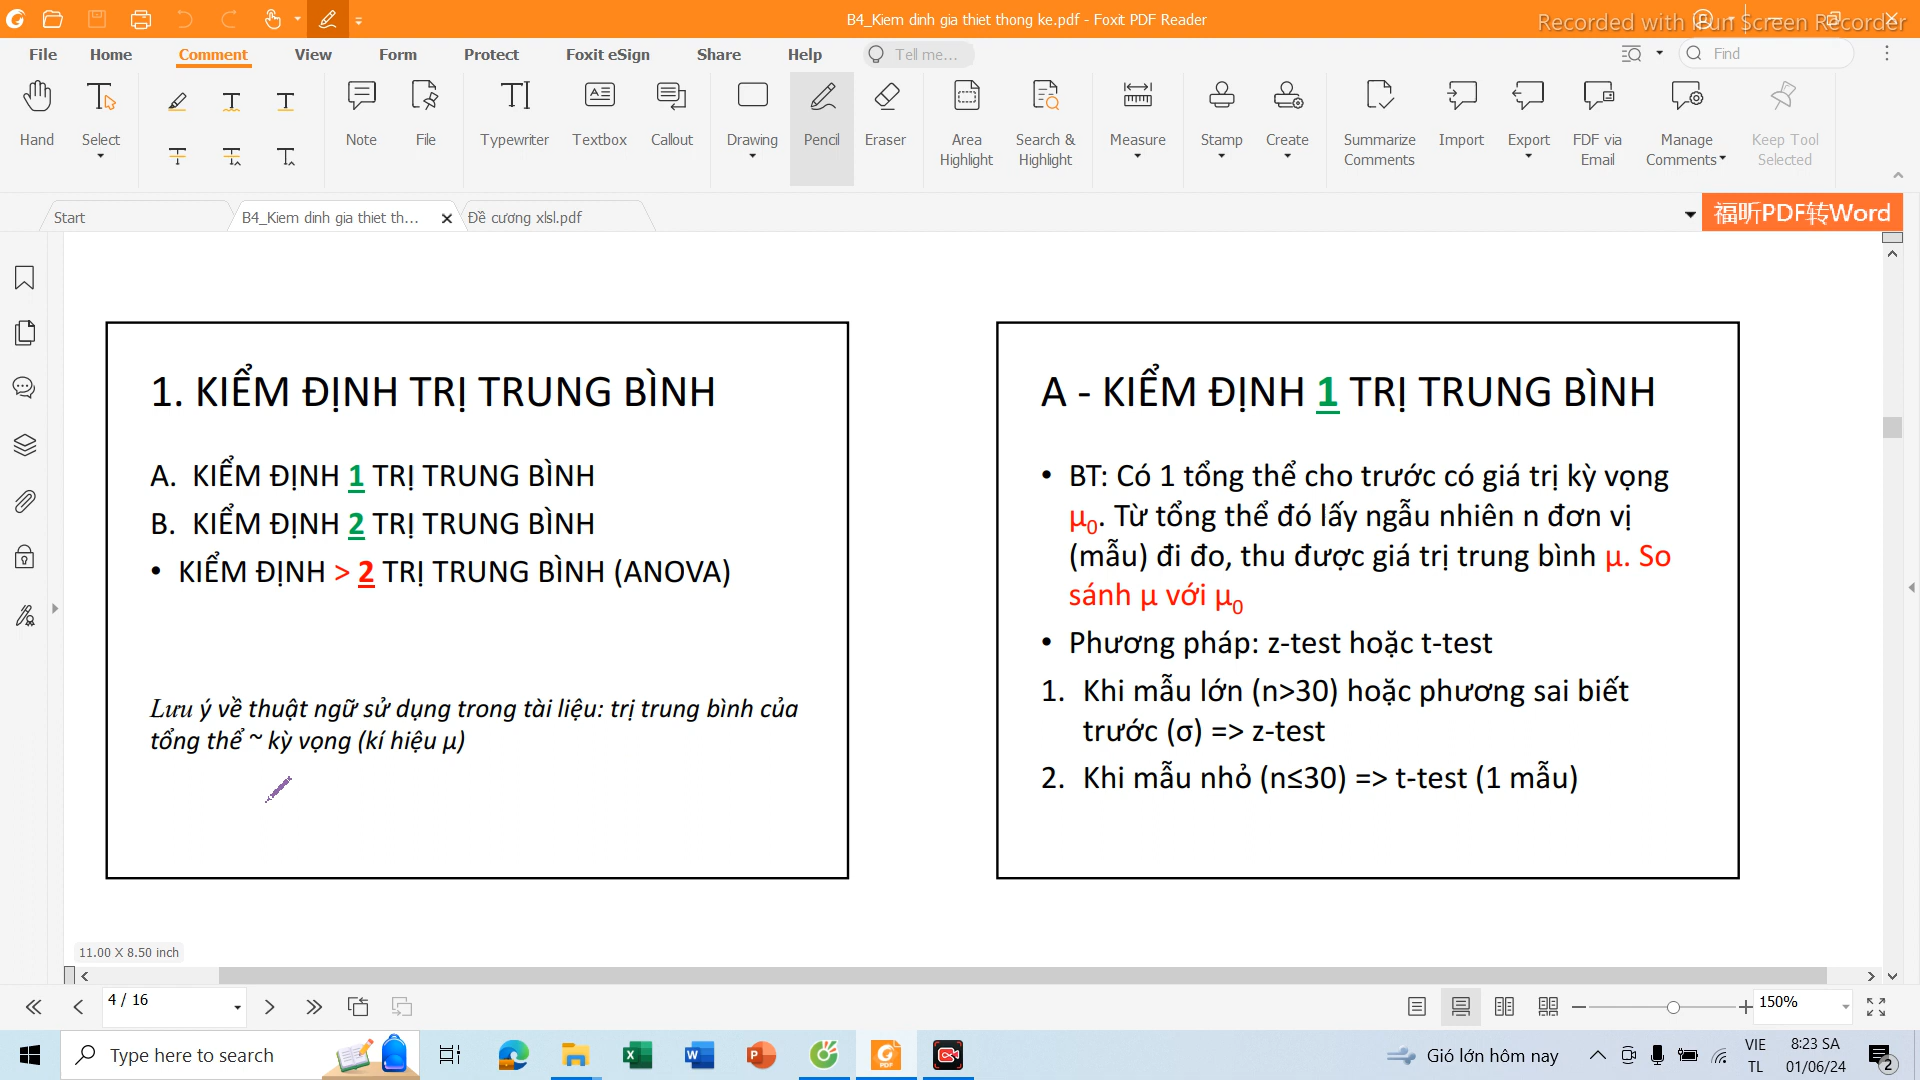 B4_Kiem dinh gia thiet thong ke.pdf - Foxit PDF Reader
Recorded with iFun Screen Recorder
File Home Comment View Form Protect Foxit eSign Share Help Tell me... Find
Hand Select Note File Typewriter Textbox Callout Drawing Pencil Eraser Area Highlight Search & Highlight Measure Stamp Create Summarize Comments Import Export FDF via Email Manage Comments Keep Tool Selected
Start B4_Kiem dinh gia thiet th... Đề cương xlsl.pdf 福昕PDF转Word
1. KIỂM ĐỊNH TRỊ TRUNG BÌNH
A. KIỂM ĐỊNH 1 TRỊ TRUNG BÌNH
B. KIỂM ĐỊNH 2 TRỊ TRUNG BÌNH
• KIỂM ĐỊNH > 2 TRỊ TRUNG BÌNH (ANOVA)
Lưu ý về thuật ngữ sử dụng trong tài liệu: trị trung bình của
tổng thể ~ kỳ vọng (kí hiệu µ)
A - KIỂM ĐỊNH 1 TRỊ TRUNG BÌNH
• BT: Có 1 tổng thể cho trước có giá trị kỳ vọng
µ0. Từ tổng thể đó lấy ngẫu nhiên n đơn vị
(mẫu) đi đo, thu được giá trị trung bình µ. So
sánh µ với µ0
• Phương pháp: z-test hoặc t-test
1. Khi mẫu lớn (n>30) hoặc phương sai biết
trước (σ) => z-test
2. Khi mẫu nhỏ (n≤30) => t-test (1 mẫu)
11.00 X 8.50 inch
4 / 16
150%
Type here to search
Gió lớn hôm nay
VIE
TL
8:23 SA
01/06/24
2